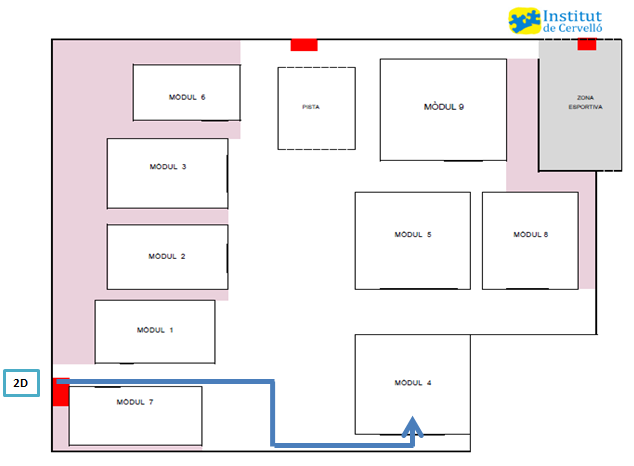 Institut
de Cervelló
MÒDUL 6
PISTA
MÒDUL 9
ZONA
ESPORTIVA
MÒDUL 3
MÒDUL 5
MÒDUL 8
MÒDUL 2
MÒDUL 1
2D
MÒDUL 7
MÒDUL 4